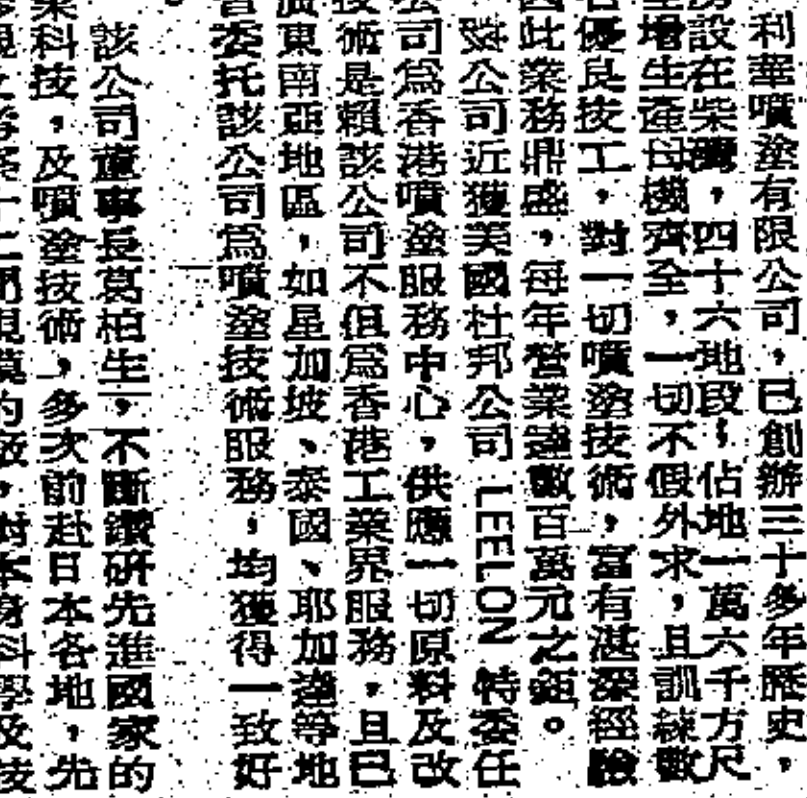 利華噴塗有限公司，已創辦三十多年歷史，
設在柴灣，四十六地段，佔地一萬六千方尺
增生產母機齊全，一切不假外求，且訓練數
優良技工，對一切噴塗技術，富有湛深經驗
因此業務鼎盛，每年營業達數百萬元之鉅。
該公司近獲美國杜邦公司 LEELON 特委任
公司爲香港噴塗服務中心，供應一切原料及改
技術是賴該公司不但爲香港工業界服務，且已
廣東南亞地區，如星加坡、泰國、耶加達等地
委托該公司爲噴塗技術服務，均獲得一致好
該公司董事長葛柏生，不斷鑽研先進國家的
業科技，及噴塗技術，多次前赴日本各地，先